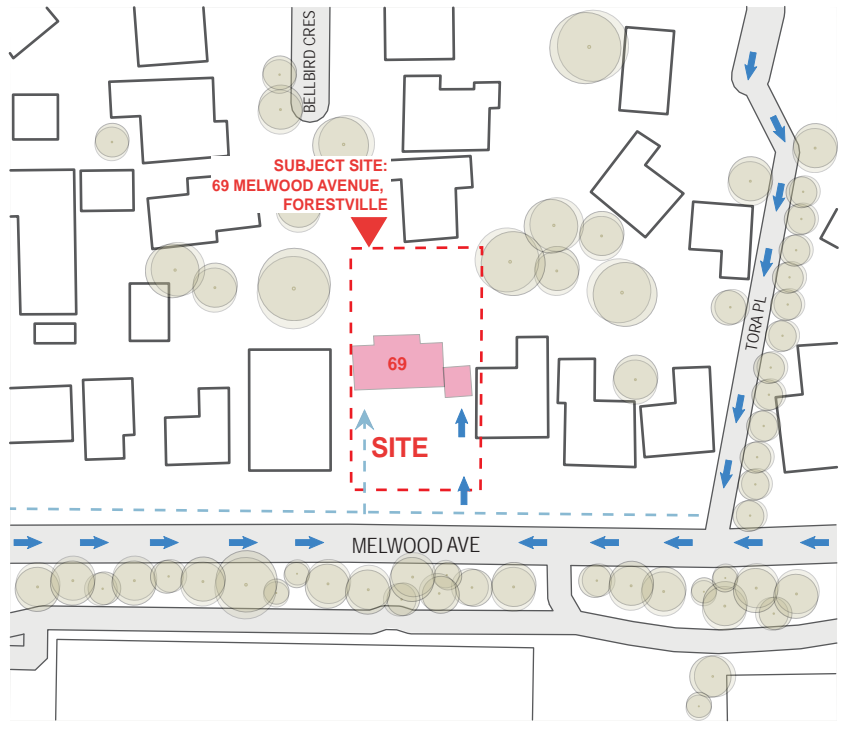 BELLBIRD CRES
SUBJECT SITE:
69 MELWOOD AVENUE,
FORESTVILLE
TORA PL
69
SITE
MELWOOD AVE